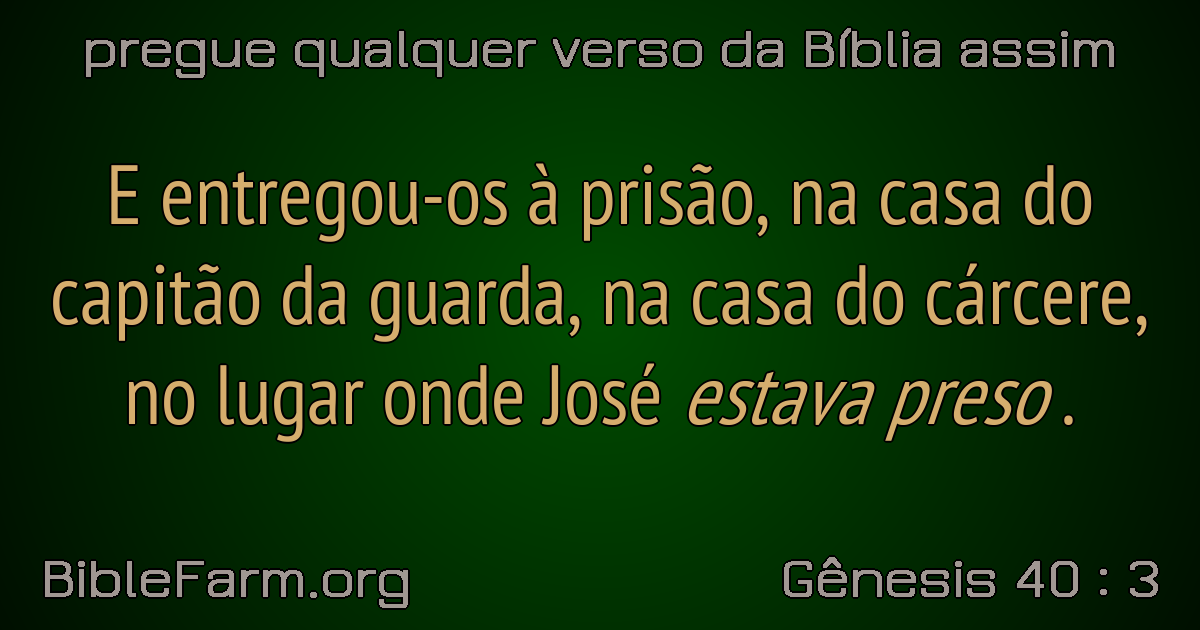 pregue qualquer verso da Bíblia assim
E entregou-os à prisão, na casa do
capitão da guarda, na casa do cárcere,
no lugar onde José estava preso .
BibleFarm.org
Gênesis 40 : 3